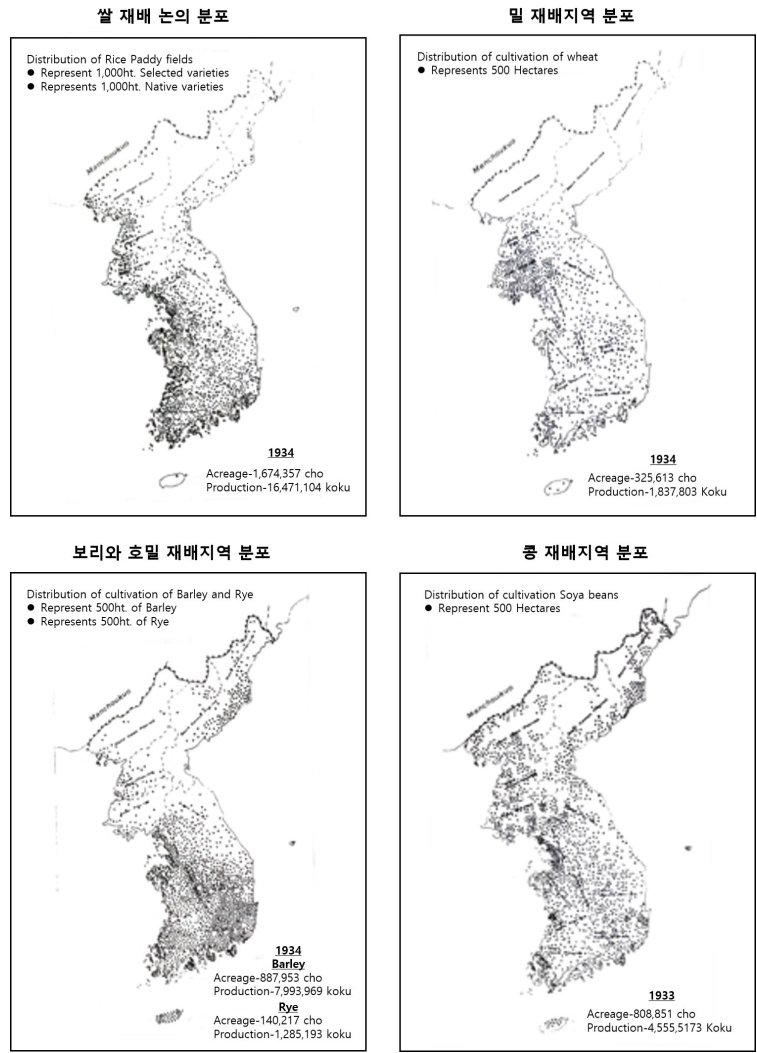 쌀 재배 논의 분포
Distribution of Rice Paddy fields
● Represent 1,000ht. Selected varieties
● Represents 1,000ht. Native varieties
Manchoukuo
1934
Acreage-1,674,357 cho
Production-16,471,104 koku
밀 재배지역 분포
Distribution of cultivation of wheat
● Represents 500 Hectares
Manchoukuo
1934
Acreage-325,613 cho
Production-1,837,803 Koku
보리와 호밀 재배지역 분포
Distribution of cultivation of Barley and Rye
● Represent 500ht. of Barley
● Represents 500ht. of Rye
Manchoukuo
1934
Barley
Acreage-887,953 cho
Production-7,993,969 koku
Rye
Acreage-140,217 cho
Production-1,285,193 koku
콩 재배지역 분포
Distribution of cultivation Soya beans
● Represent 500 Hectares
Manchoukuo
1933
Acreage-808,851 cho
Production-4,555,5173 Koku